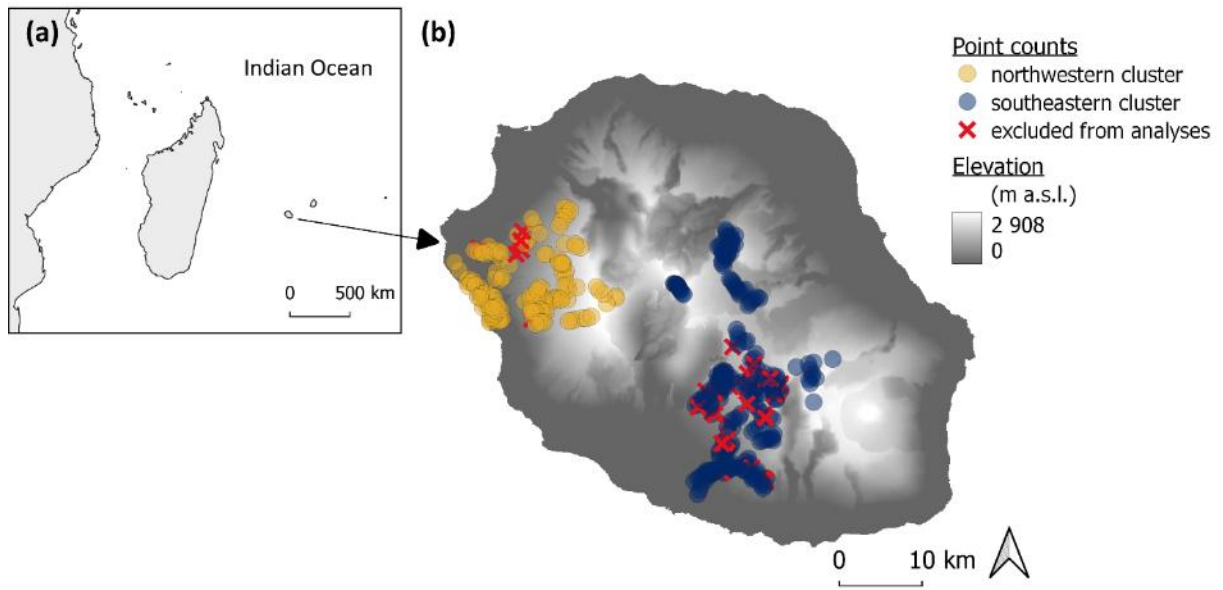 (a)
Indian Ocean
0 500 km
(b)
Point counts
northwestern cluster
southeastern cluster
excluded from analyses
Elevation
(m a.s.l.)
2 908
0
0 10 km